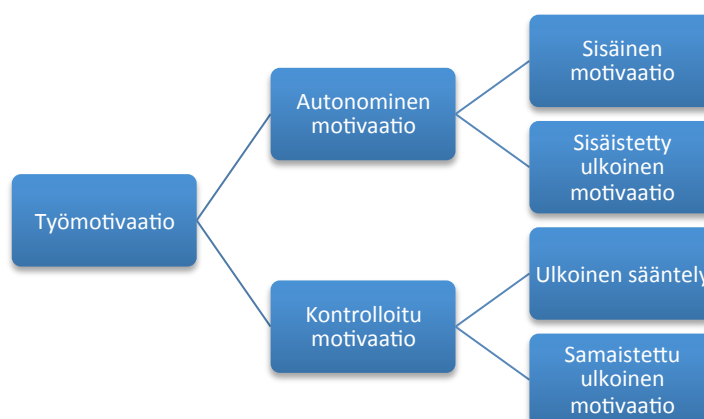 Työmotivaatio
Autonominen
motivaatio
Sisäinen
motivaatio
Sisäistetty
ulkoinen
motivaatio
Kontrolloitu
motivaatio
Ulkoinen sääntely
Samaistettu
ulkoinen
motivaatio